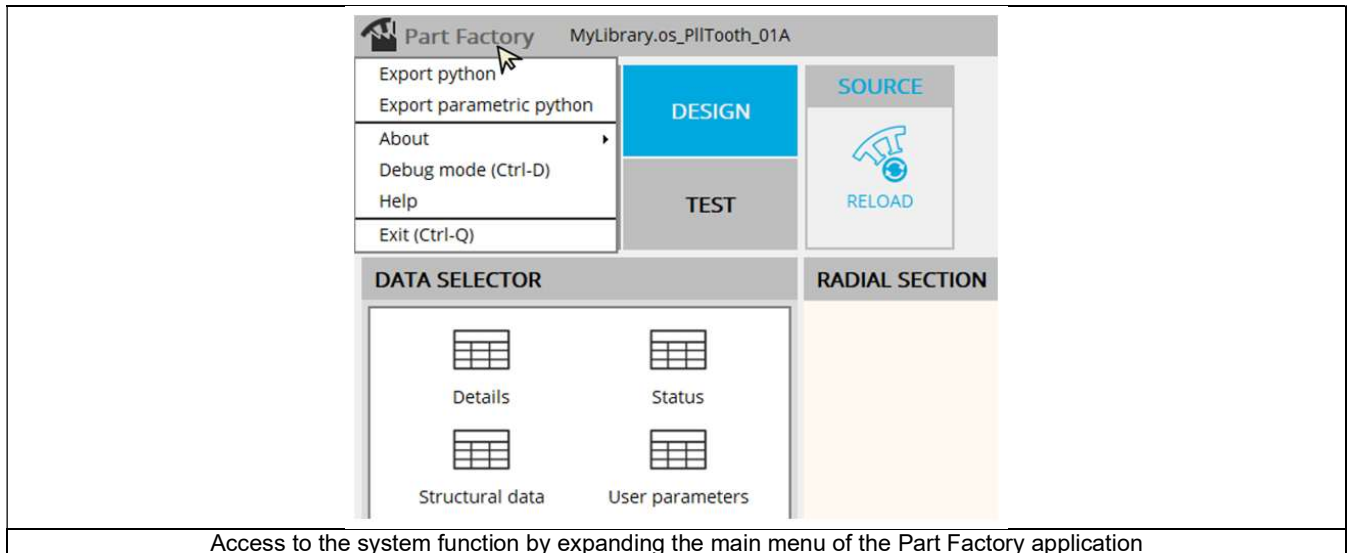 Part Factory MyLibrary.os_PllTooth_01A
Export python
Export parametric python
About
Debug mode (Ctrl-D)
Help
Exit (Ctrl-Q)
DESIGN
TEST
SOURCE
RELOAD
DATA SELECTOR
RADIAL SECTION
Details Status
Structural data User parameters
Access to the system function by expanding the main menu of the Part Factory application